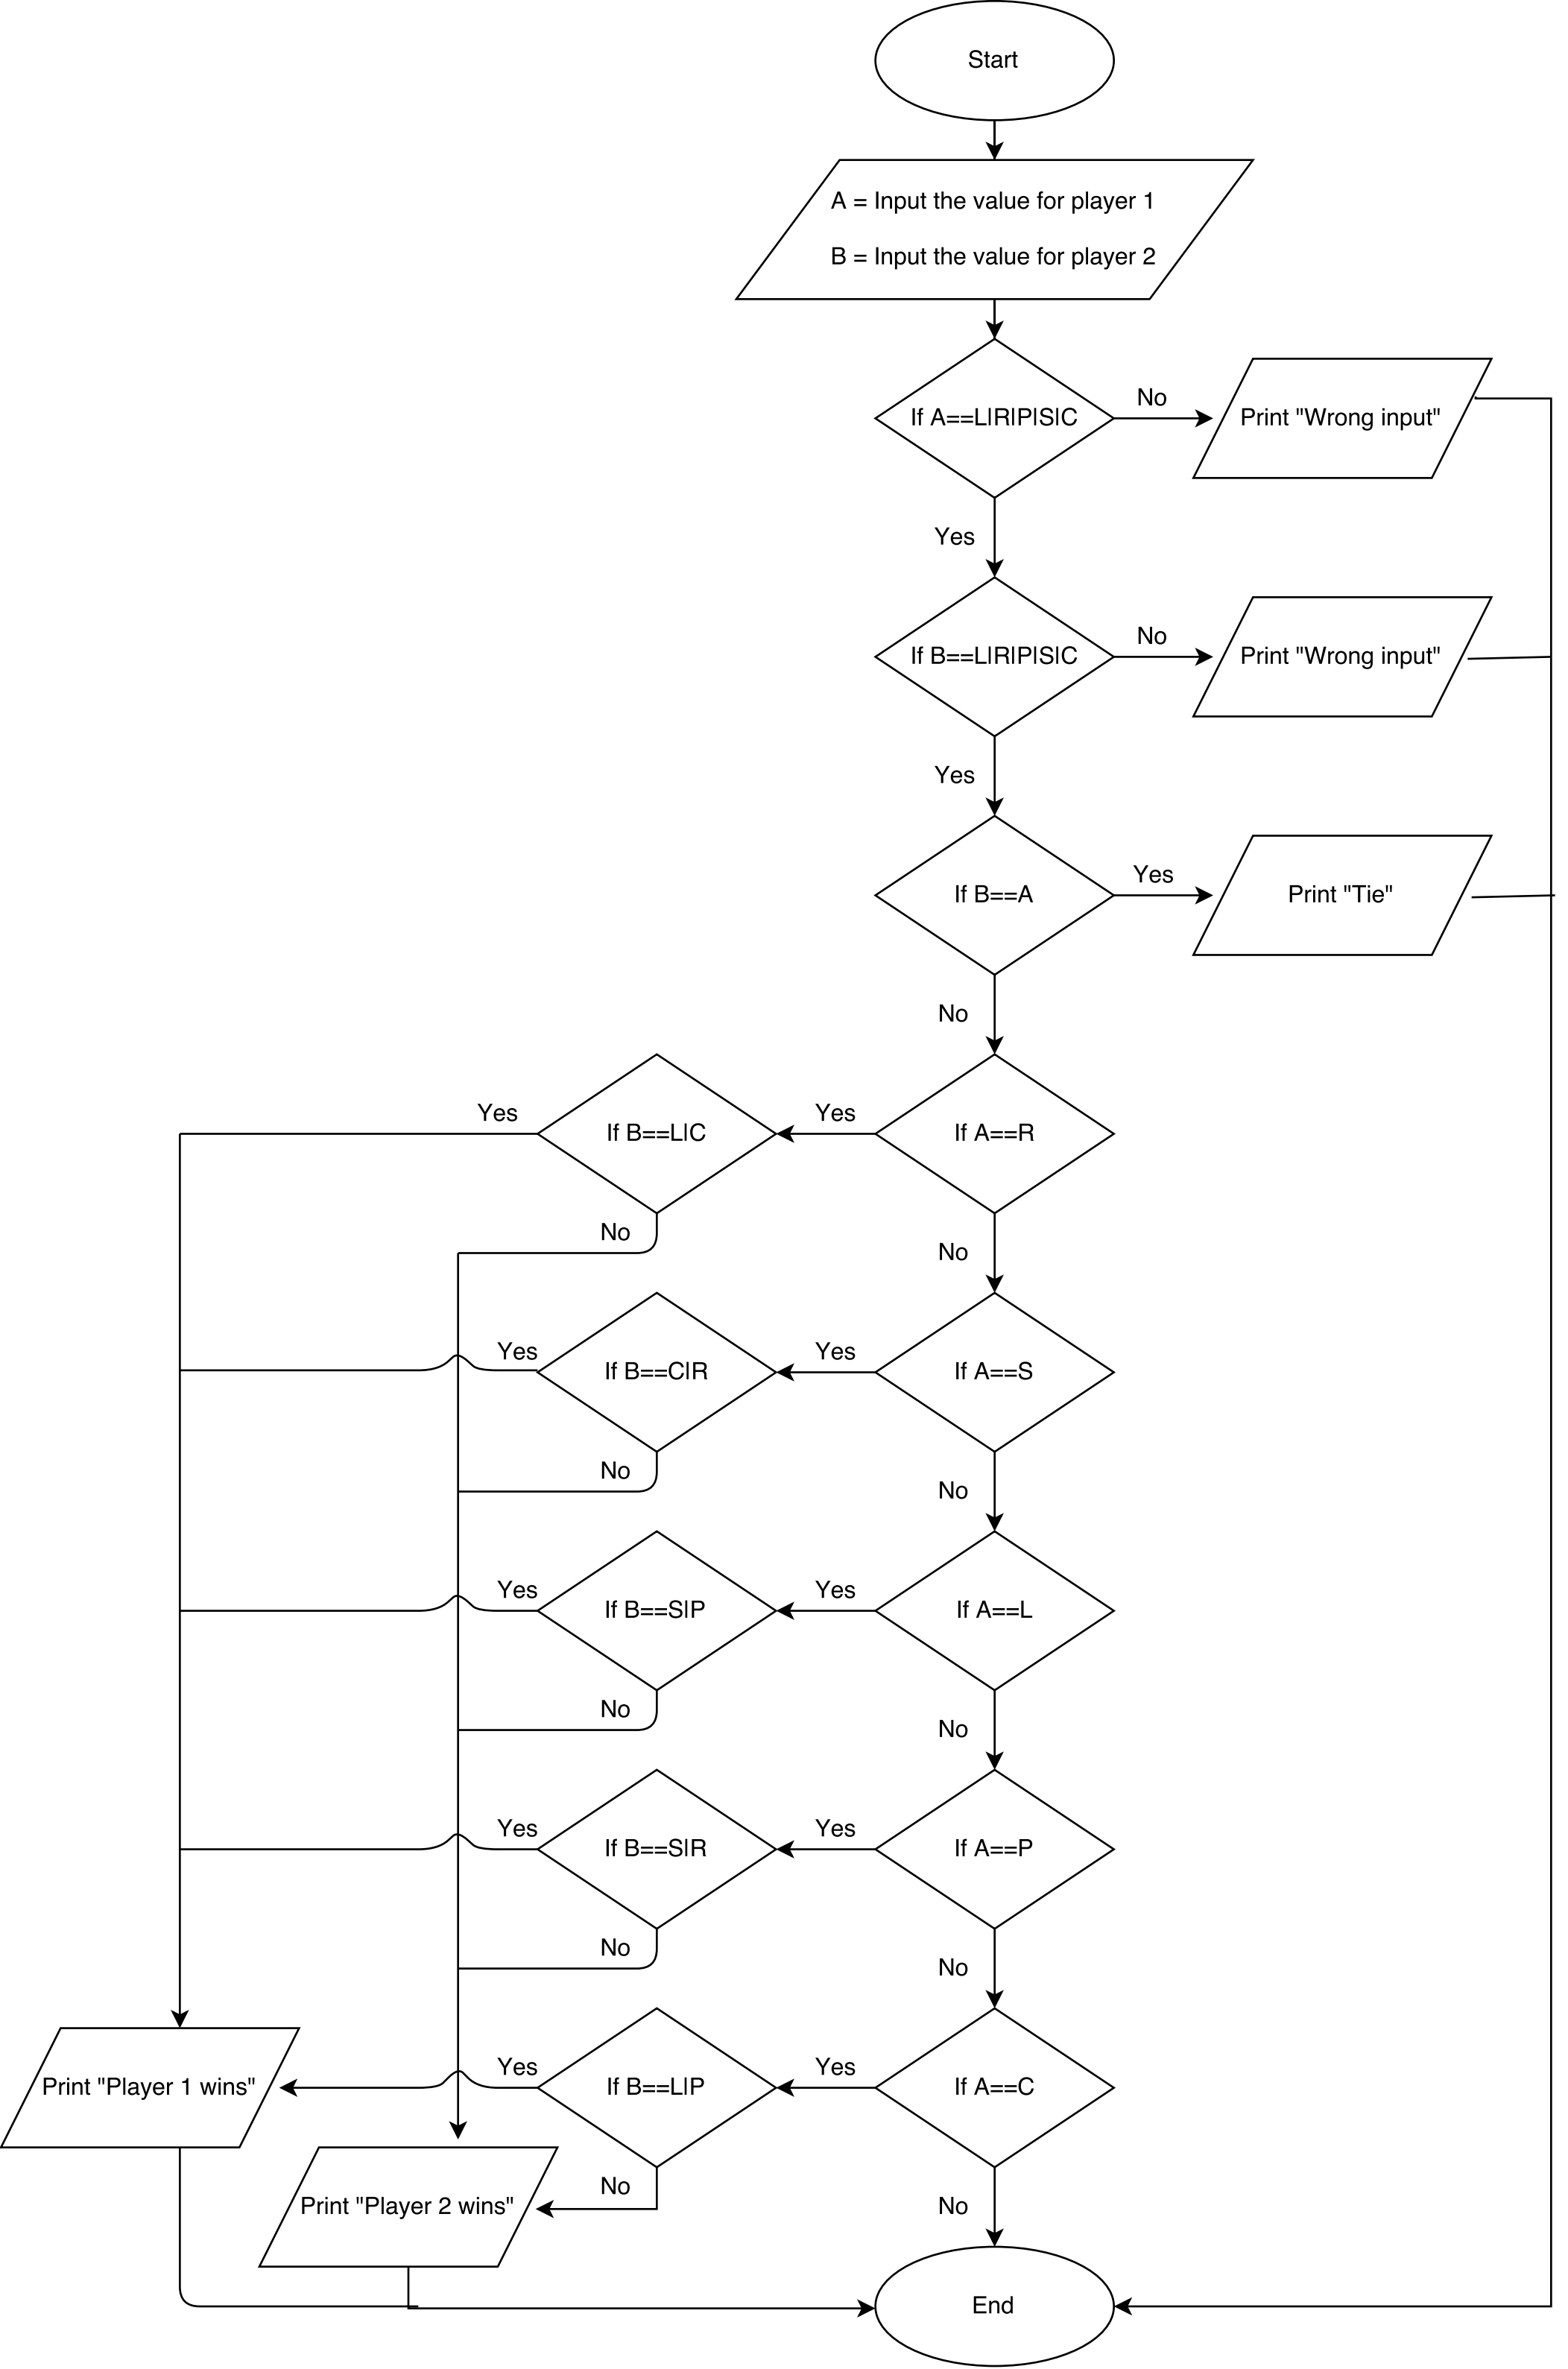 Start
A = Input the value for player 1
B = Input the value for player 2
If A==L|R|P|S|C
No
Print "Wrong input"
Yes
If B==L|R|P|S|C
No
Print "Wrong input"
Yes
If B==A
Yes
Print "Tie"
No
Yes
If B==L|C
Yes
If A==R
No
No
Yes
If B==C|R
Yes
If A==S
No
No
Yes
If B==S|P
Yes
If A==L
No
No
Yes
If B==S|R
Yes
If A==P
No
No
Print "Player 1 wins"
Yes
If B==L|P
Yes
If A==C
No
Print "Player 2 wins"
No
End